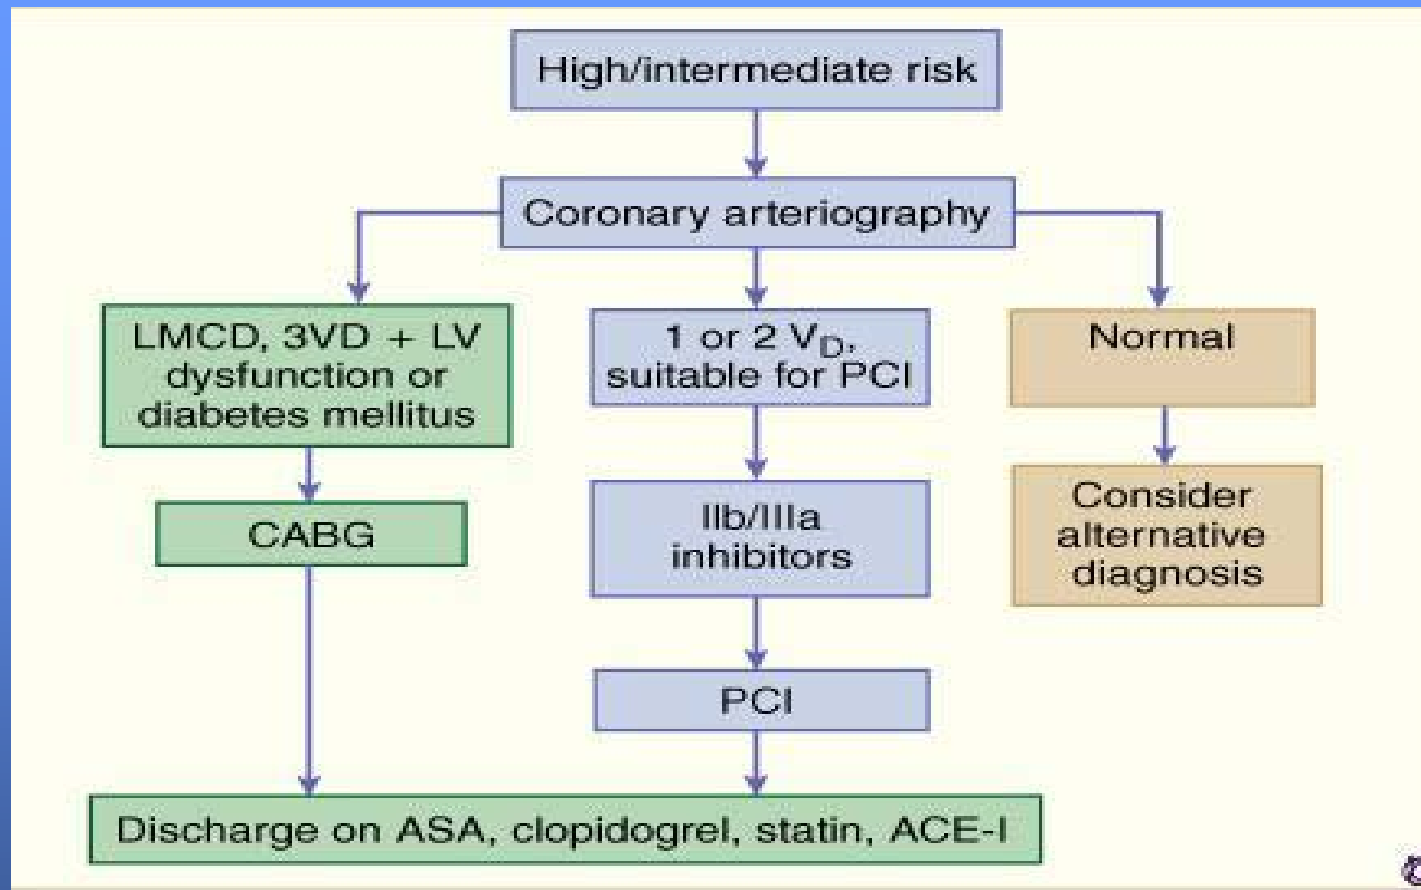 High/intermediate risk
Coronary arteriography
LMCD, 3VD + LV
dysfunction or
diabetes mellitus
1 or 2 VD,
suitable for PCI
Normal
CABG
IIb/IIIa
inhibitors
Consider
alternative
diagnosis
PCI
Discharge on ASA, clopidogrel, statin, ACE-I